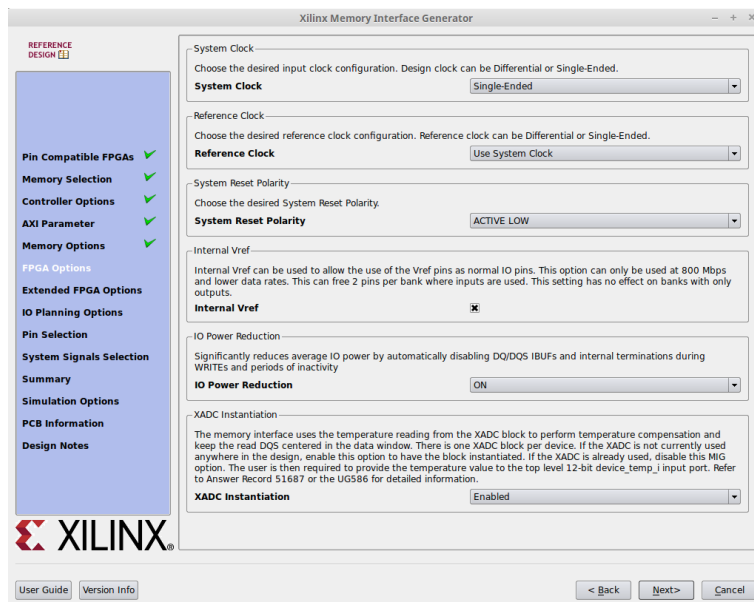 Xilinx Memory Interface Generator
REFERENCE
DESIGN
Pin Compatible FPGAs
Memory Selection
Controller Options
AXI Parameter
Memory Options
FPGA Options
Extended FPGA Options
IO Planning Options
Pin Selection
System Signals Selection
Summary
Simulation Options
PCB Information
Design Notes
XILINX®
System Clock
Choose the desired input clock configuration. Design clock can be Differential or Single-Ended.
System Clock Single-Ended
Reference Clock
Choose the desired reference clock configuration. Reference clock can be Differential or Single-Ended.
Reference Clock Use System Clock
System Reset Polarity
Choose the desired System Reset Polarity.
System Reset Polarity ACTIVE LOW
Internal Vref
Internal Vref can be used to allow the use of the Vref pins as normal IO pins. This option can only be used at 800 Mbps
and lower data rates. This can free 2 pins per bank where inputs are used. This setting has no effect on banks with only
outputs.
Internal Vref
IO Power Reduction
Significantly reduces average IO power by automatically disabling DQ/DQS IBUFs and internal terminations during
WRITEs and periods of inactivity
IO Power Reduction ON
XADC Instantiation
The memory interface uses the temperature reading from the XADC block to perform temperature compensation and
keep the read DQS centered in the data window. There is one XADC block per device. If the XADC is not currently used
anywhere in the design, enable this option to have the block instantiated. If the XADC is already used, disable this MIG
option. The user is then required to provide the temperature value to the top level 12-bit device_temp_i input port. Refer
to Answer Record 51687 or the UG586 for detailed information.
XADC Instantiation Enabled
User Guide Version Info < Back Next> Cancel